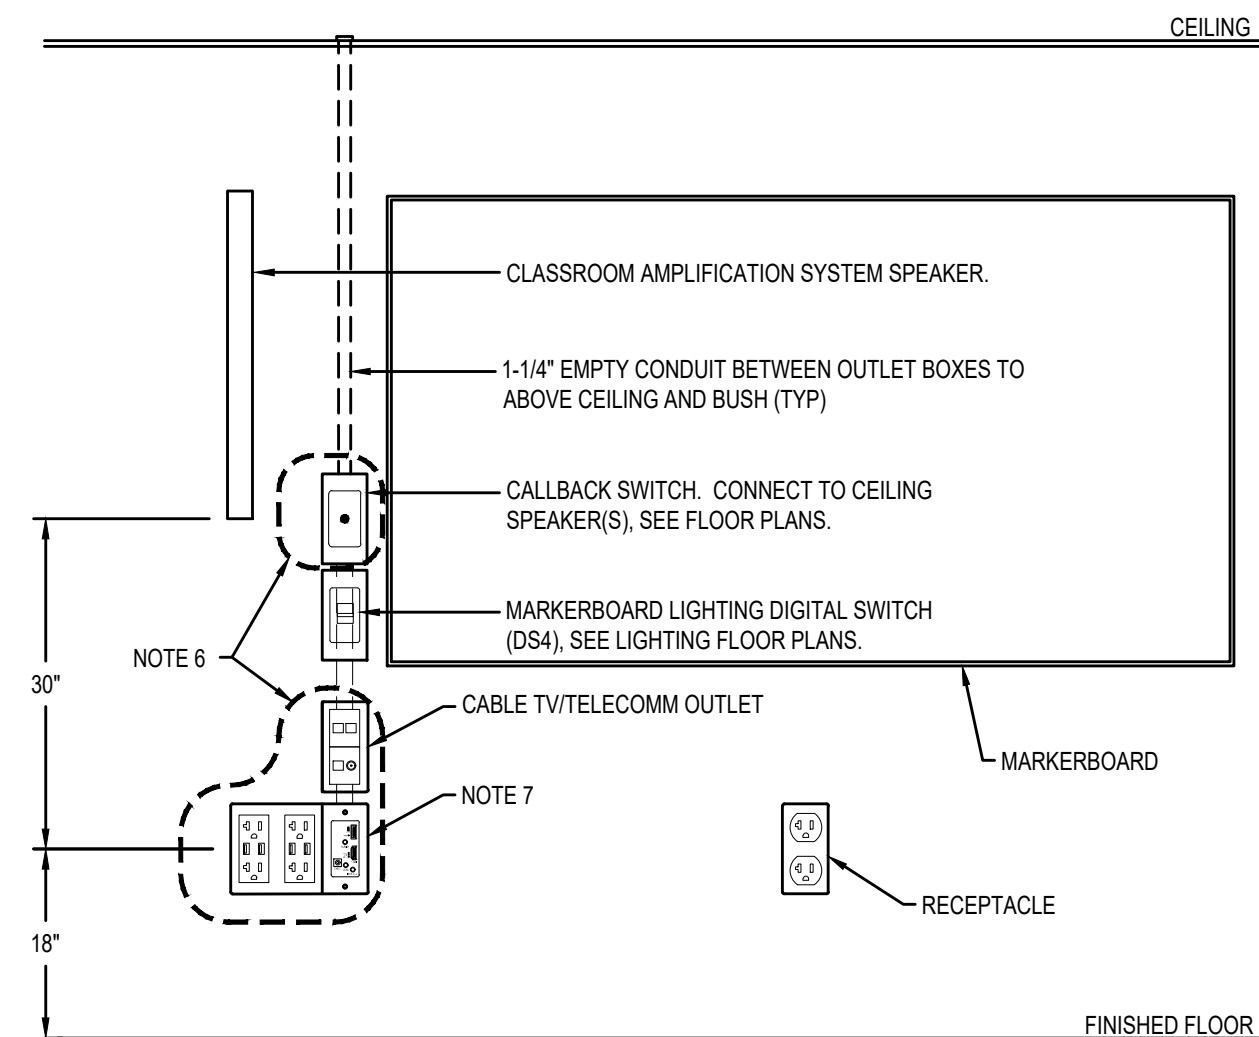 CEILING
CLASSROOM AMPLIFICATION SYSTEM SPEAKER.
1-1/4" EMPTY CONDUIT BETWEEN OUTLET BOXES TO
ABOVE CEILING AND BUSH (TYP)
CALLBACK SWITCH. CONNECT TO CEILING
SPEAKER(S), SEE FLOOR PLANS.
MARKERBOARD LIGHTING DIGITAL SWITCH
(DS4), SEE LIGHTING FLOOR PLANS.
NOTE 6
30"
CABLE TV/TELECOMM OUTLET
MARKERBOARD
NOTE 7
RECEPTACLE
18"
FINISHED FLOOR